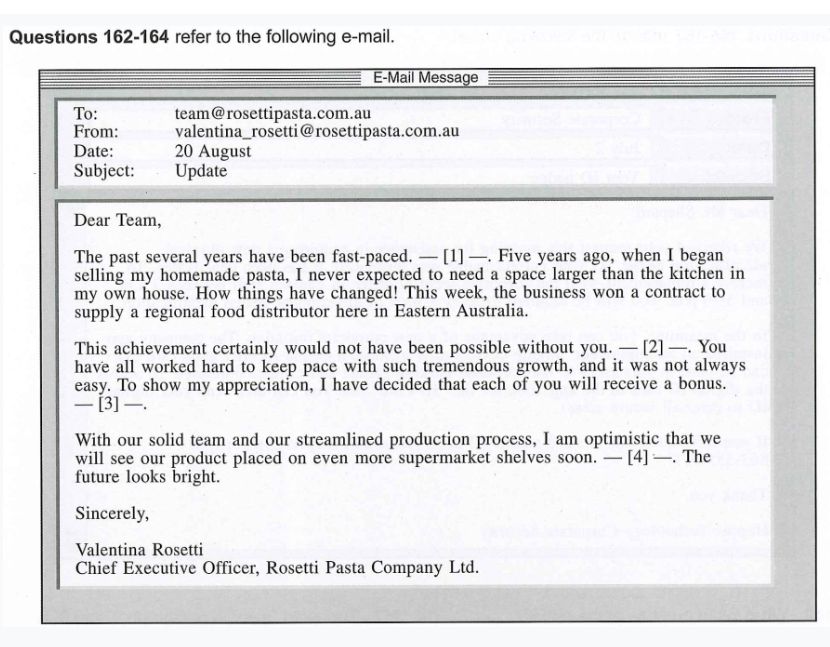 Questions 162-164 refer to the following e-mail.
E-Mail Message
To: team@rosettipasta.com.au
From: valentina_rosetti@rosettipasta.com.au
Date: 20 August
Subject: Update
Dear Team,
The past several years have been fast-paced. — [1] —. Five years ago, when I began
selling my homemade pasta, I never expected to need a space larger than the kitchen in
my own house. How things have changed! This week, the business won a contract to
supply a regional food distributor here in Eastern Australia.
This achievement certainly would not have been possible without you. — [2] —. You
have all worked hard to keep pace with such tremendous growth, and it was not always
easy. To show my appreciation, I have decided that each of you will receive a bonus.
— [3] —.
With our solid team and our streamlined production process, I am optimistic that we
will see our product placed on even more supermarket shelves soon. — [4] —. The
future looks bright.
Sincerely,
Valentina Rosetti
Chief Executive Officer, Rosetti Pasta Company Ltd.